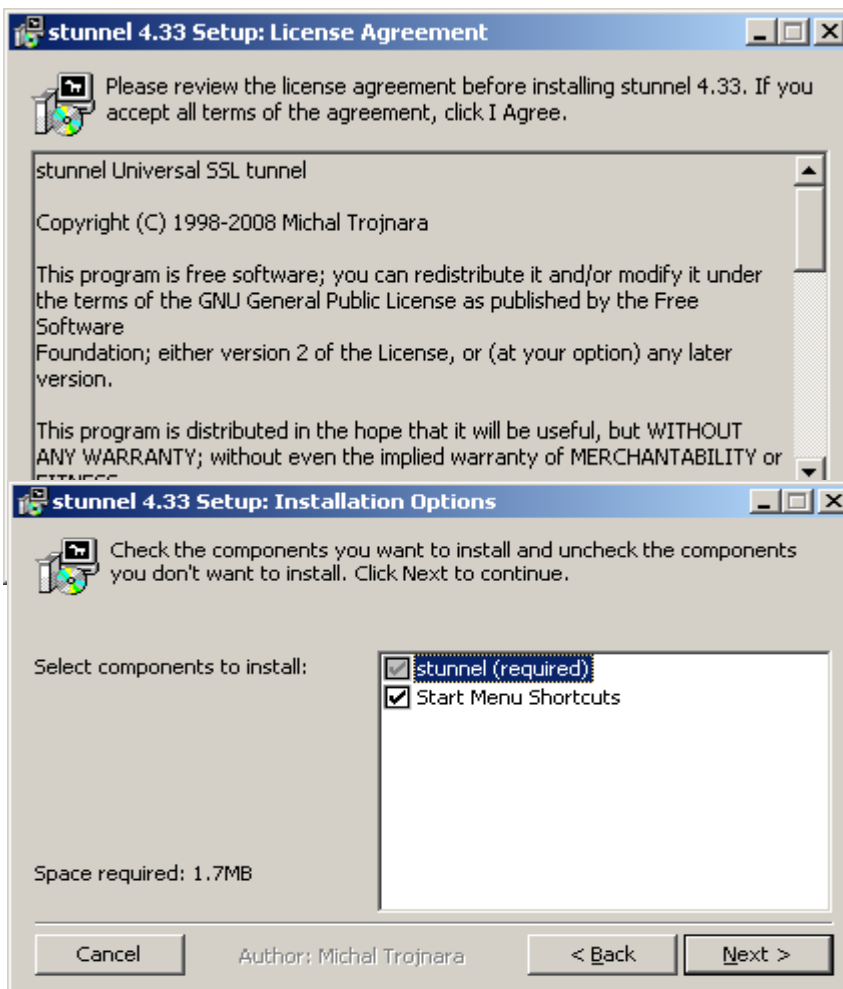 stunnel 4.33 Setup: License Agreement
Please review the license agreement before installing stunnel 4.33. If you
accept all terms of the agreement, click I Agree.
stunnel Universal SSL tunnel
Copyright (C) 1998-2008 Michal Trojnara
This program is free software; you can redistribute it and/or modify it under
the terms of the GNU General Public License as published by the Free
Software
Foundation; either version 2 of the License, or (at your option) any later
version.
This program is distributed in the hope that it will be useful, but WITHOUT
ANY WARRANTY; without even the implied warranty of MERCHANTABILITY or
stunnel 4.33 Setup: Installation Options
Check the components you want to install and uncheck the components
you don't want to install. Click Next to continue.
Select components to install:
stunnel (required)
Start Menu Shortcuts
Space required: 1.7MB
Cancel
Author: Michal Trojnara
< Back
Next >